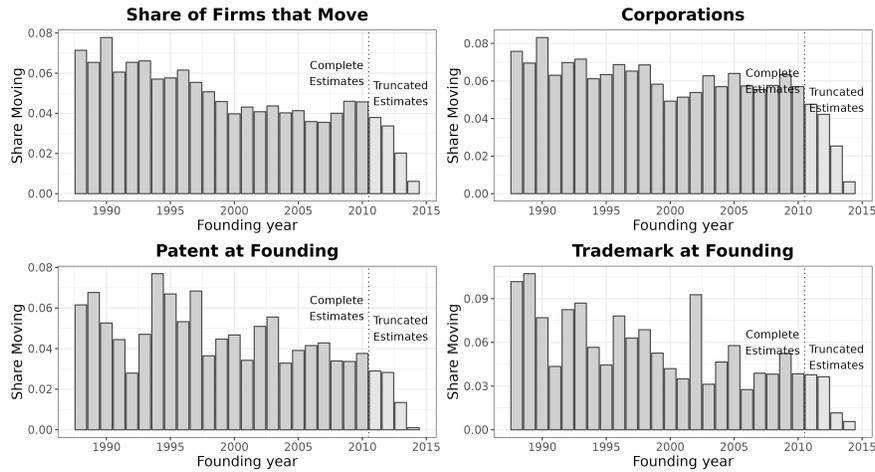 Share of Firms that Move
Share Moving
0.08
0.06
0.04
0.02
0.00
Complete
Estimates
Truncated
Estimates
1990 1995 2000 2005 2010 2015
Founding year
Corporations
Share Moving
0.08
0.06
0.04
0.02
0.00
Complete
Estimates
Truncated
Estimates
1990 1995 2000 2005 2010 2015
Founding year
Patent at Founding
Share Moving
0.08
0.06
0.04
0.02
0.00
Complete
Estimates
Truncated
Estimates
1990 1995 2000 2005 2010 2015
Founding year
Trademark at Founding
Share Moving
0.09
0.06
0.03
0.00
Complete
Estimates
Truncated
Estimates
1990 1995 2000 2005 2010 2015
Founding year